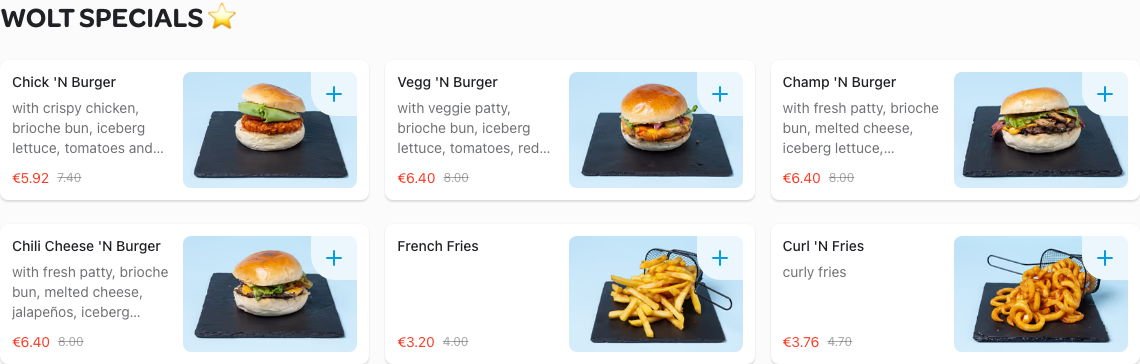 WOLT SPECIALS ⭐
Chick 'N Burger
with crispy chicken,
brioche bun, iceberg
lettuce, tomatoes and...
€5.92 7.40
Vegg 'N Burger
with veggie patty,
brioche bun, iceberg
lettuce, tomatoes, red...
€6.40 8.00
Champ 'N Burger
with fresh patty, brioche
bun, melted cheese,
iceberg lettuce,...
€6.40 8.00
Chili Cheese 'N Burger
with fresh patty, brioche
bun, melted cheese,
jalapeños, iceberg...
€6.40 8.00
French Fries
€3.20 4.00
Curl 'N Fries
curly fries
€3.76 4.70